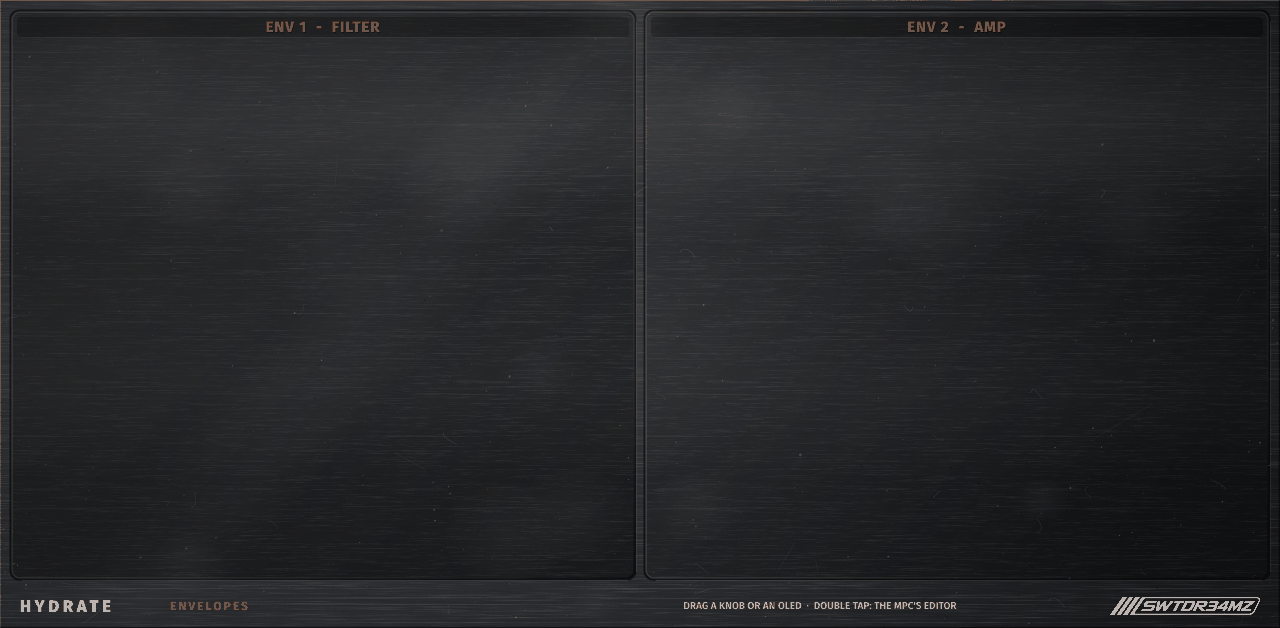 ENV 1 - FILTER
ENV 2 - AMP
HYDRATE
ENVELOPES
DRAG A KNOB OR AN OLED · DOUBLE TAP: THE MPC'S EDITOR
SWTDR34MZ